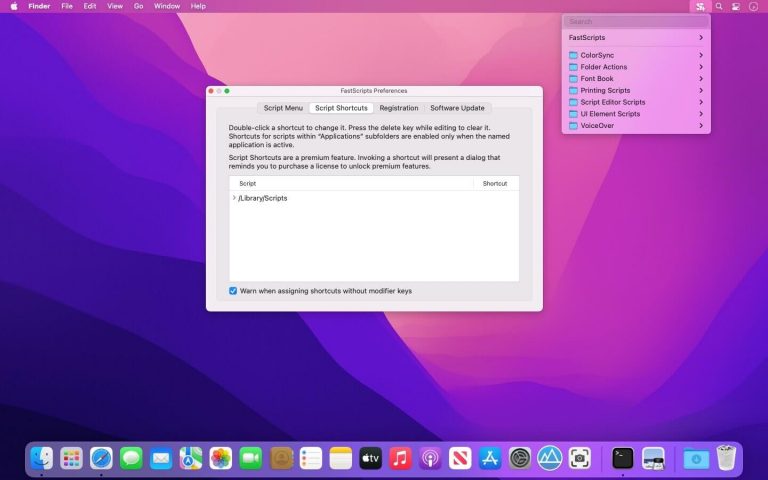 Finder File Edit View Go Window Help
Search
FastScripts
ColorSync
Folder Actions
Font Book
Printing Scripts
Script Editor Scripts
UI Element Scripts
VoiceOver
FastScripts Preferences
Script Menu Script Shortcuts Registration Software Update
Double-click a shortcut to change it. Press the delete key while editing to clear it.
Shortcuts for scripts within "Applications" subfolders are enabled only when the named
application is active.
Script Shortcuts are a premium feature. Invoking a shortcut will present a dialog that
reminds you to purchase a license to unlock premium features.
Script Shortcut
/Library/Scripts
Warn when assigning shortcuts without modifier keys
tv